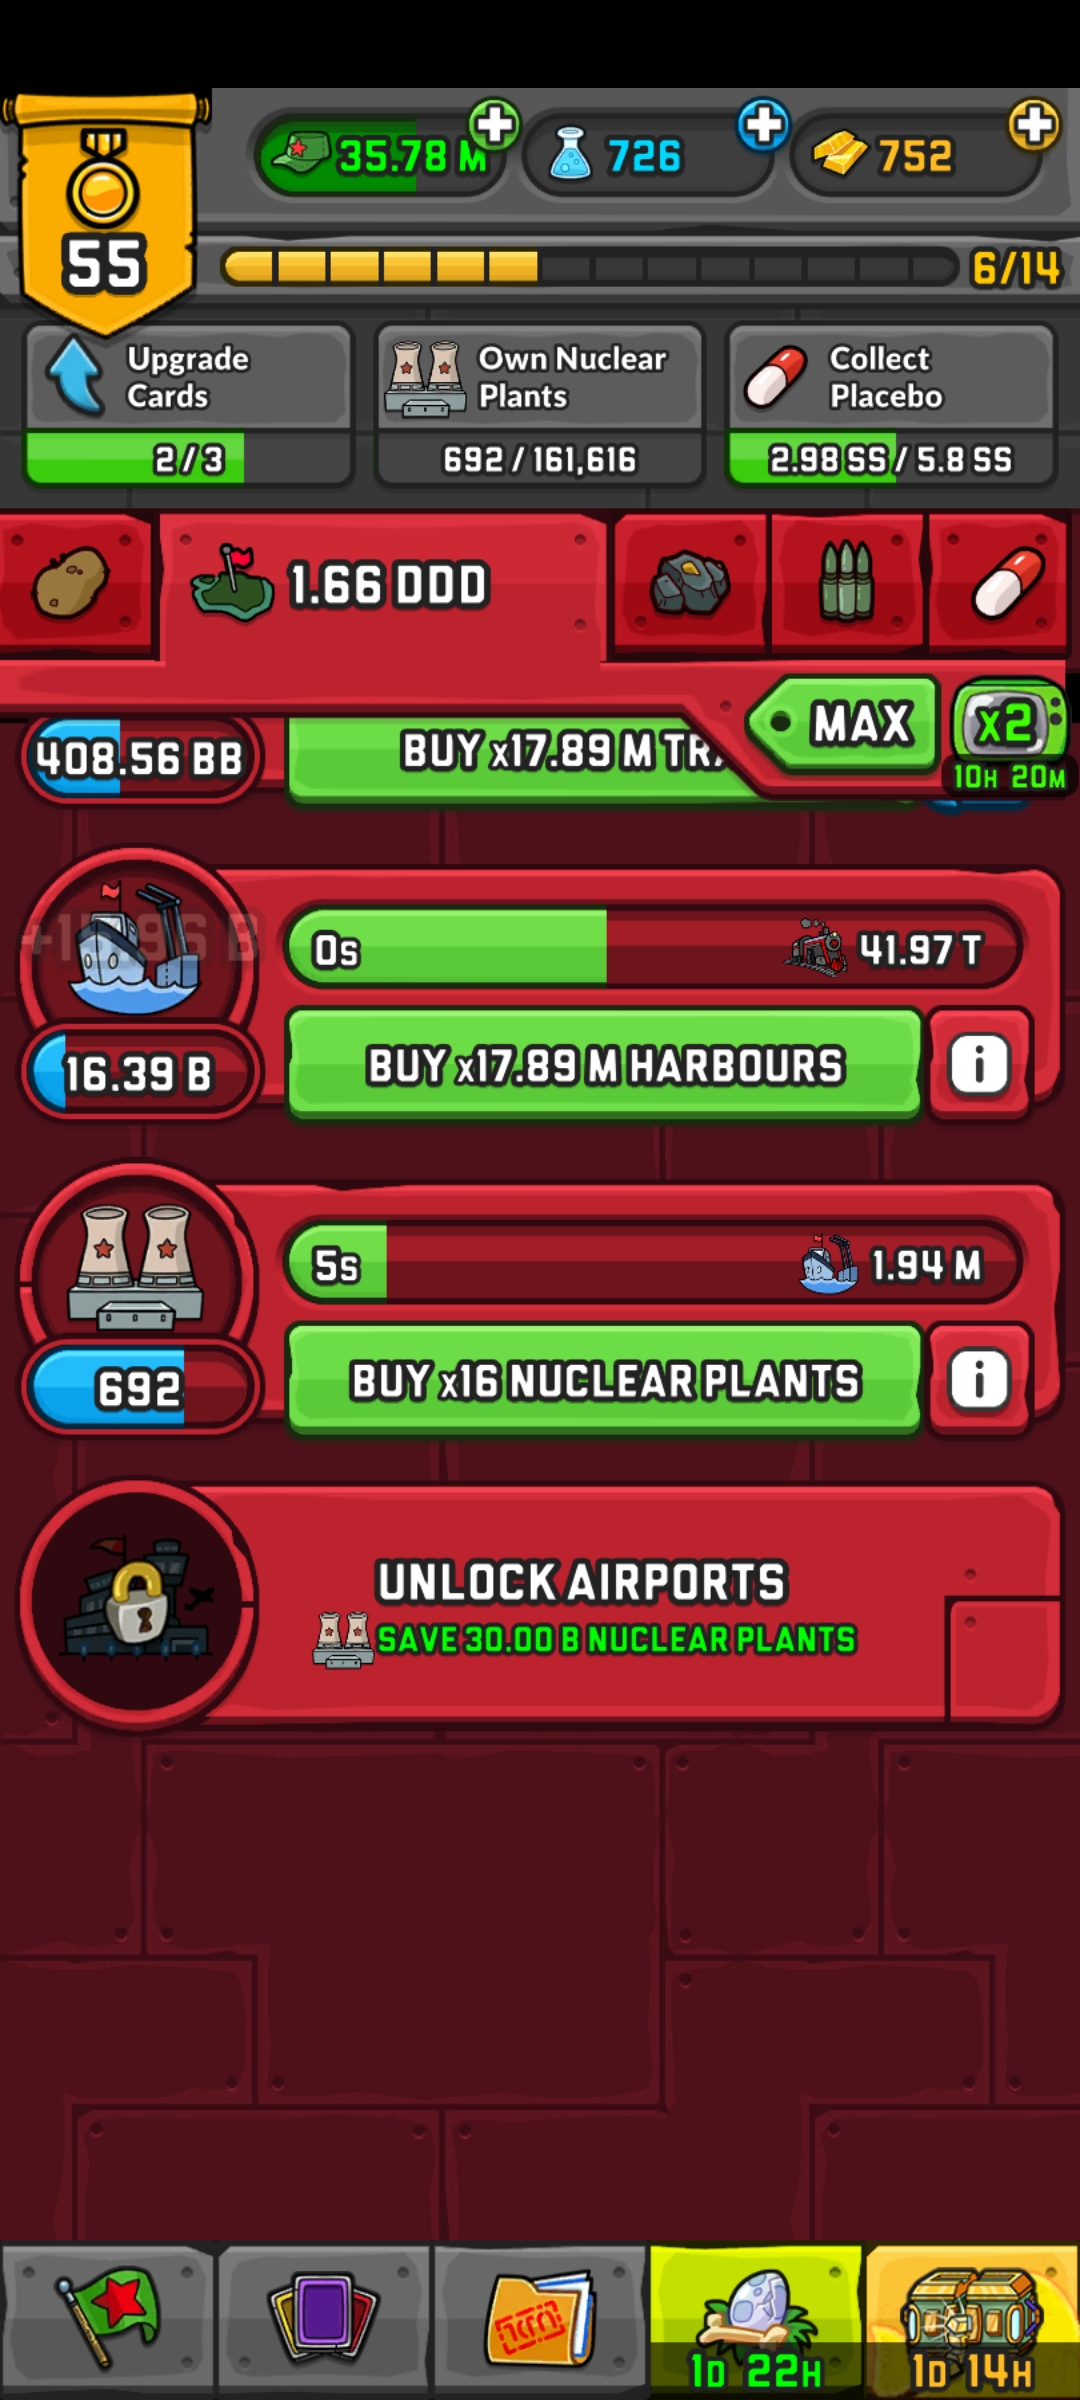 35.78 M
726
752
55
6/14
Upgrade
Cards
2/3
Own Nuclear
Plants
692/161,616
Collect
Placebo
2.98 SS/5.8 SS
1.66 DDD
MAX
x2
10H 20M
408.56 BB
BUY x17.89 M
0s
41.97 T
16.39 B
BUY x17.89 M HARBOURS
i
5s
1.94 M
692
BUY x16 NUCLEAR PLANTS
i
UNLOCK AIRPORTS
SAVE 30.00 B NUCLEAR PLANTS
1D 22H
1D 14H